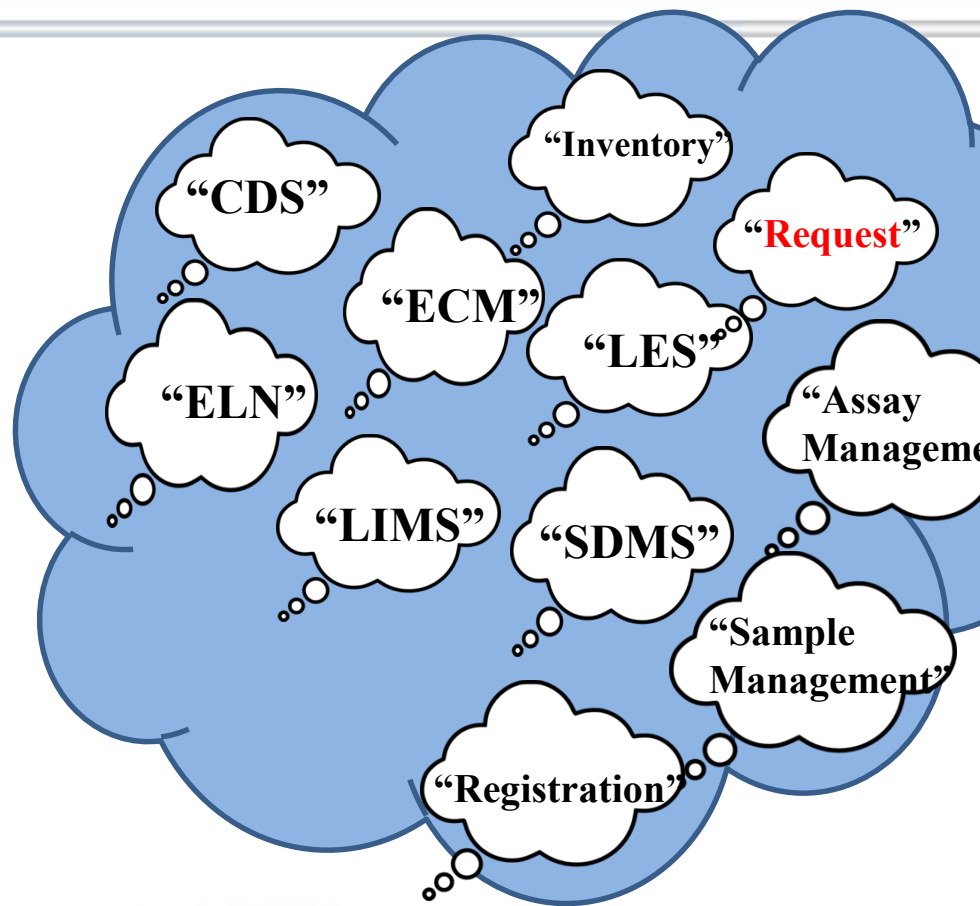 “Inventory”
“CDS”
“Request”
“ECM”
“LES”
“ELN”
“Assay
Manageme
“LIMS”
“SDMS”
“Sample
Management”
“Registration”